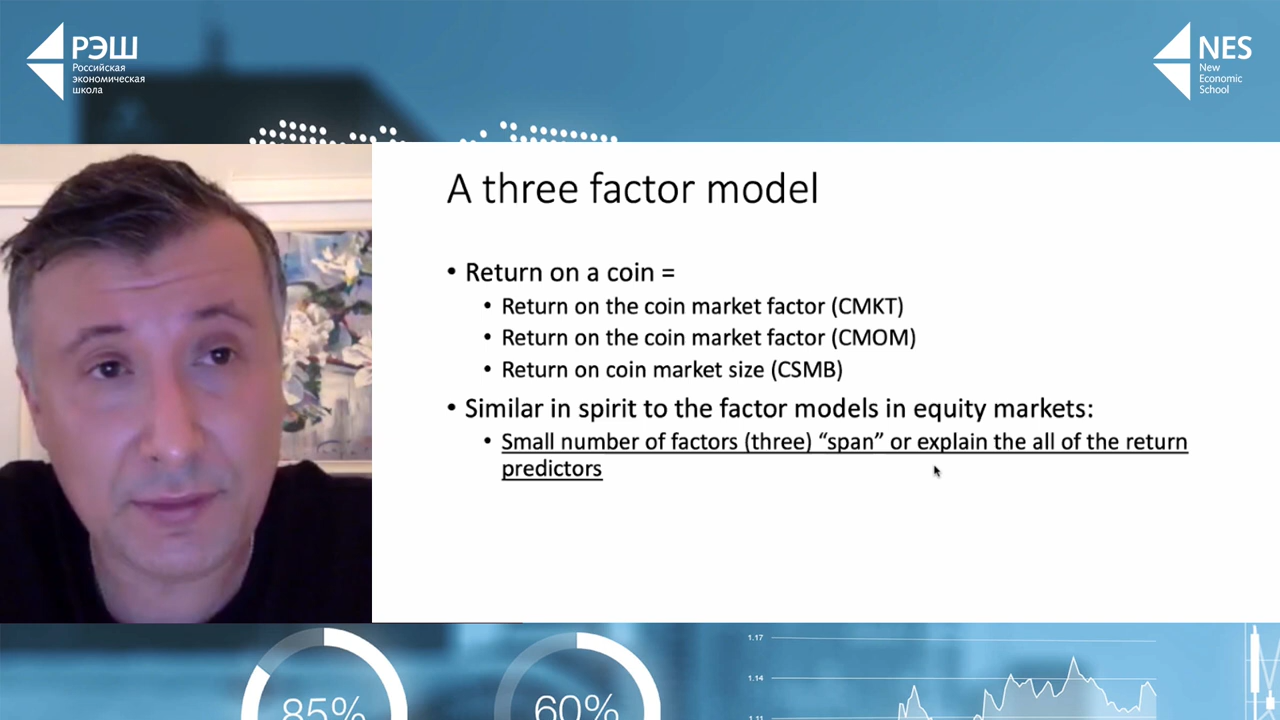 РЭШ
Российская
экономическая
школа
NES
New
Economic
School
A three factor model
• Return on a coin =
• Return on the coin market factor (CMKT)
• Return on the coin market factor (CMOM)
• Return on coin market size (CSMB)
• Similar in spirit to the factor models in equity markets:
• Small number of factors (three) “span” or explain the all of the return
predictors
85%
60%
1.17
1.14
1.11